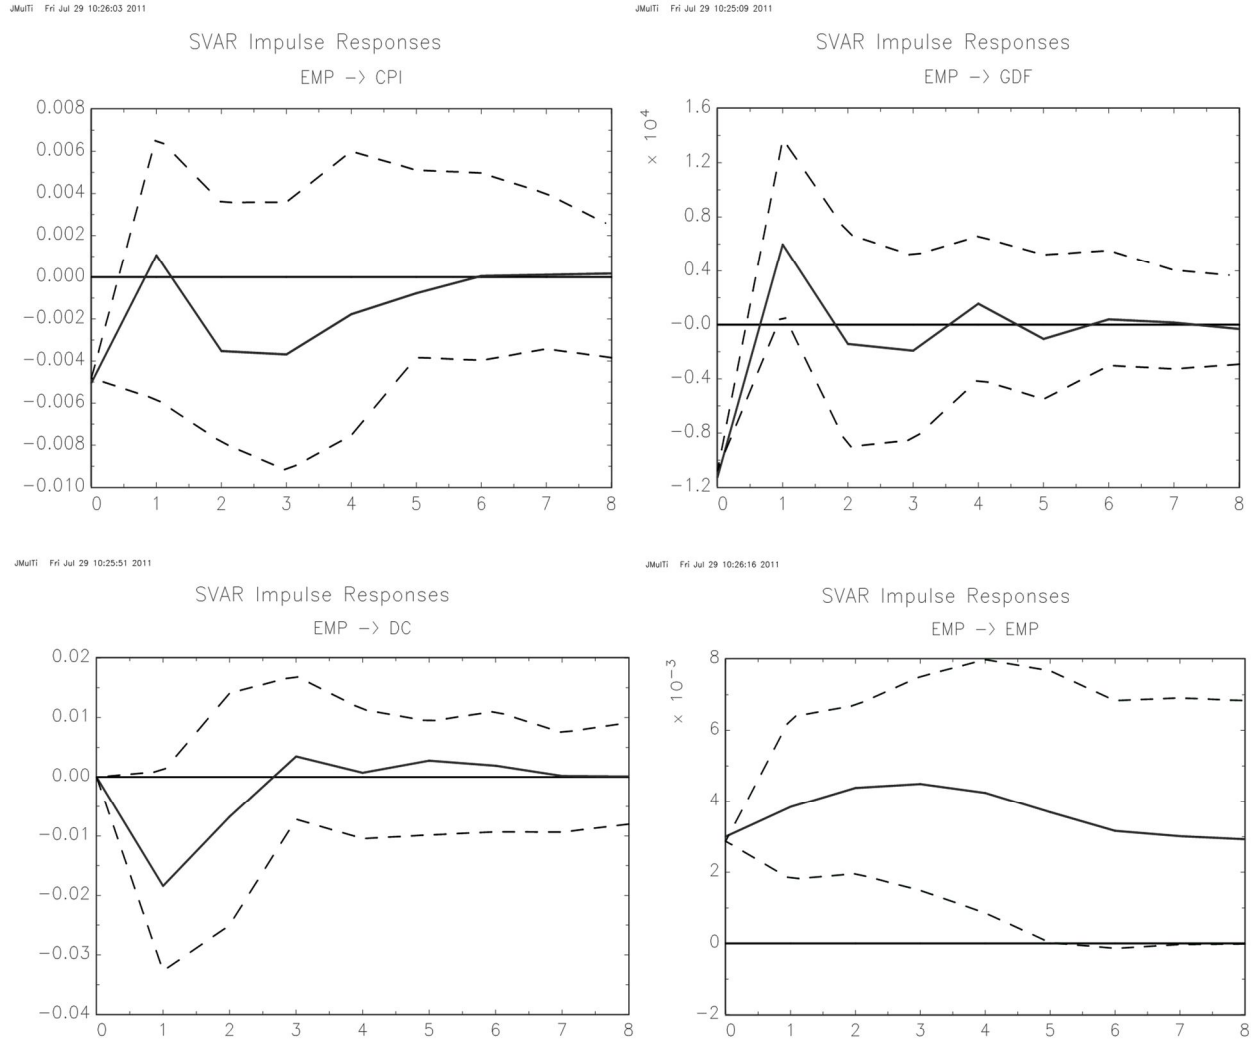 JMulTi Fri Jul 29 10:26:03 2011
SVAR Impulse Responses
EMP -> CPI
0.008
0.006
0.004
0.002
0.000
-0.002
-0.004
-0.006
-0.008
-0.010
0 1 2 3 4 5 6 7 8
JMulTi Fri Jul 29 10:25:09 2011
SVAR Impulse Responses
EMP -> GDF
× 10^4
1.6
1.2
0.8
0.4
-0.0
-0.4
-0.8
-1.2
0 1 2 3 4 5 6 7 8
JMulTi Fri Jul 29 10:25:51 2011
SVAR Impulse Responses
EMP -> DC
0.02
0.01
0.00
-0.01
-0.02
-0.03
-0.04
0 1 2 3 4 5 6 7 8
JMulTi Fri Jul 29 10:26:16 2011
SVAR Impulse Responses
EMP -> EMP
× 10^-3
8
6
4
2
0
-2
0 1 2 3 4 5 6 7 8